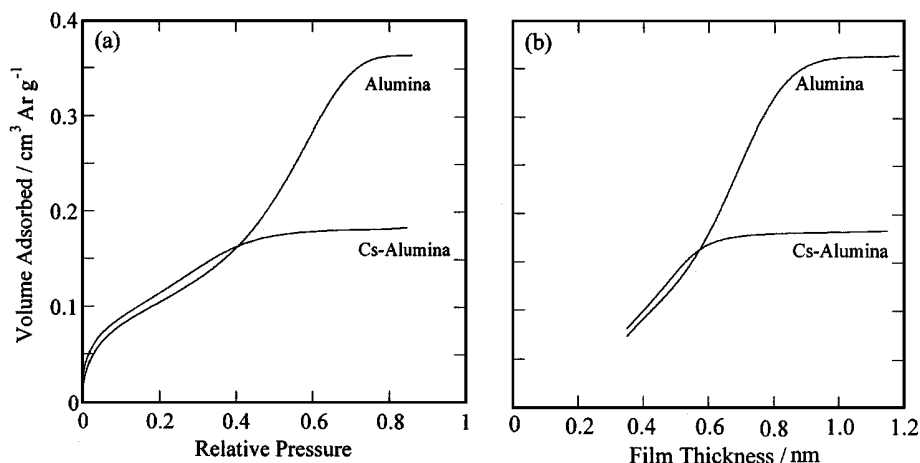 (a)
Alumina
Cs-Alumina
Volume Adsorbed / cm³ Ar g⁻¹
0.4
0.3
0.2
0.1
0
0 0.2 0.4 0.6 0.8 1
Relative Pressure
(b)
Alumina
Cs-Alumina
0 0.2 0.4 0.6 0.8 1.0 1.2
Film Thickness / nm